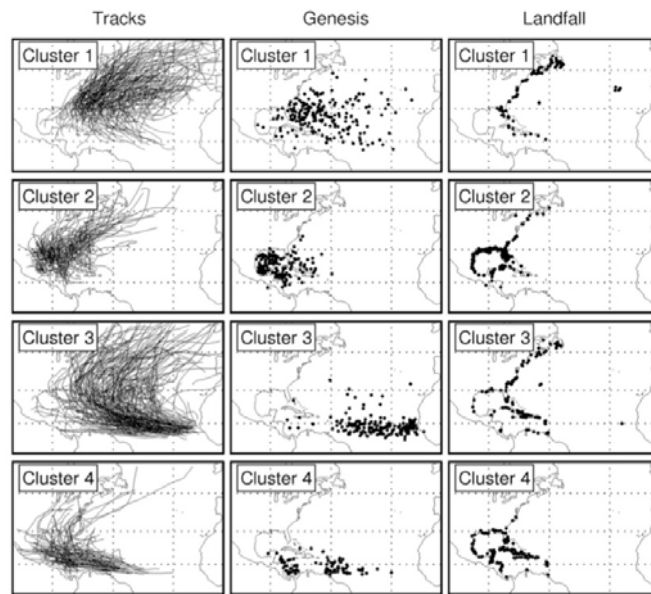 Tracks Genesis Landfall
Cluster 1 Cluster 1 Cluster 1
Cluster 2 Cluster 2 Cluster 2
Cluster 3 Cluster 3 Cluster 3
Cluster 4 Cluster 4 Cluster 4